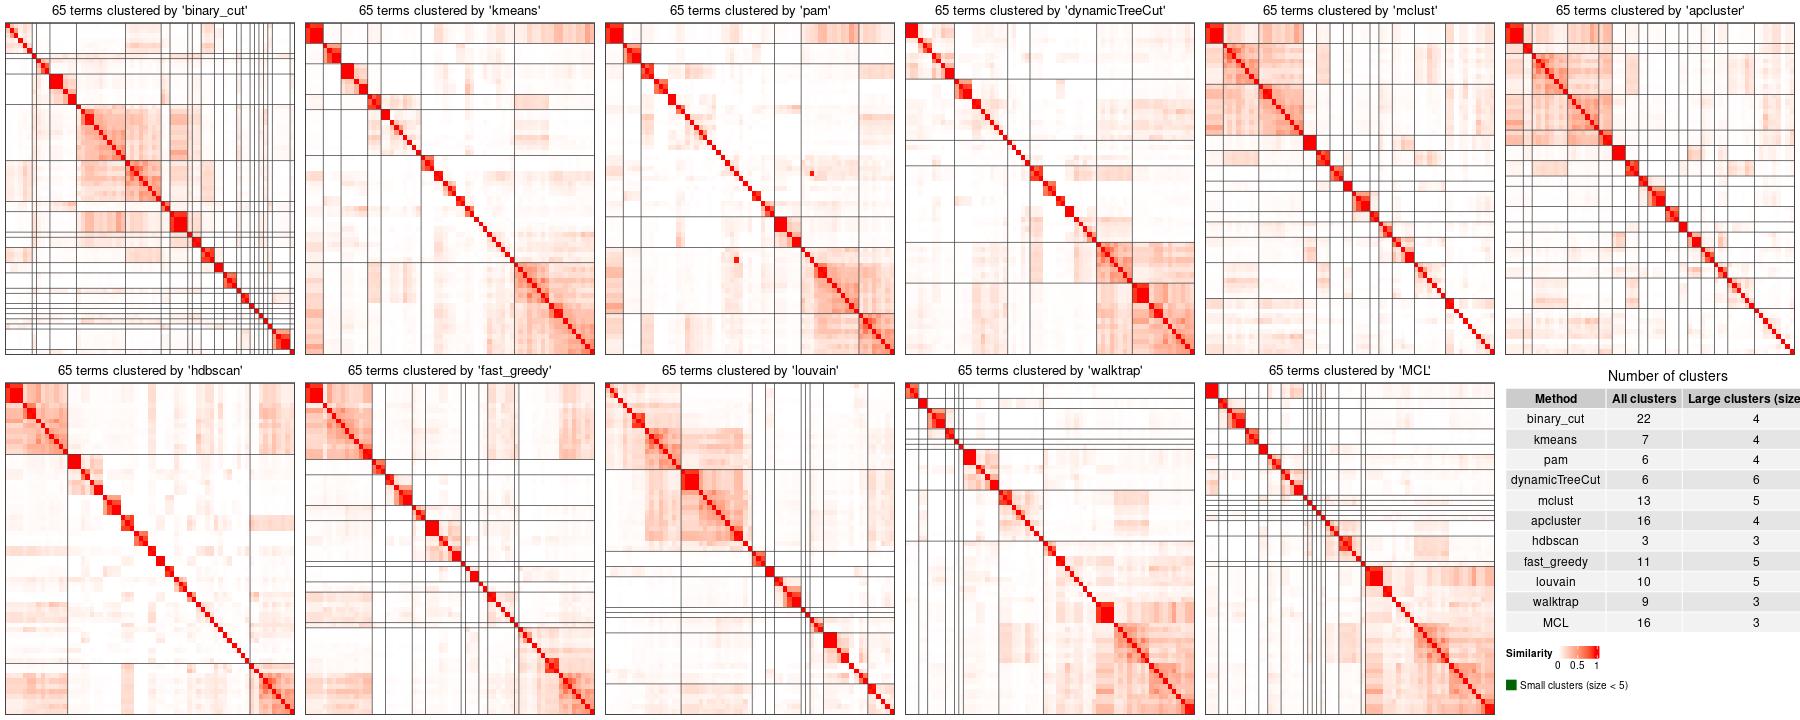 65 terms clustered by 'binary_cut'
65 terms clustered by 'kmeans'
65 terms clustered by 'pam'
65 terms clustered by 'dynamicTreeCut'
65 terms clustered by 'mclust'
65 terms clustered by 'apcluster'
65 terms clustered by 'hdbscan'
65 terms clustered by 'fast_greedy'
65 terms clustered by 'louvain'
65 terms clustered by 'walktrap'
65 terms clustered by 'MCL'
Number of clusters
Method All clusters Large clusters (size
binary_cut 22 4
kmeans 7 4
pam 6 4
dynamicTreeCut 6 6
mclust 13 5
apcluster 16 4
hdbscan 3 3
fast_greedy 11 5
louvain 10 5
walktrap 9 3
MCL 16 3
Similarity
0 0.5 1
Small clusters (size < 5)